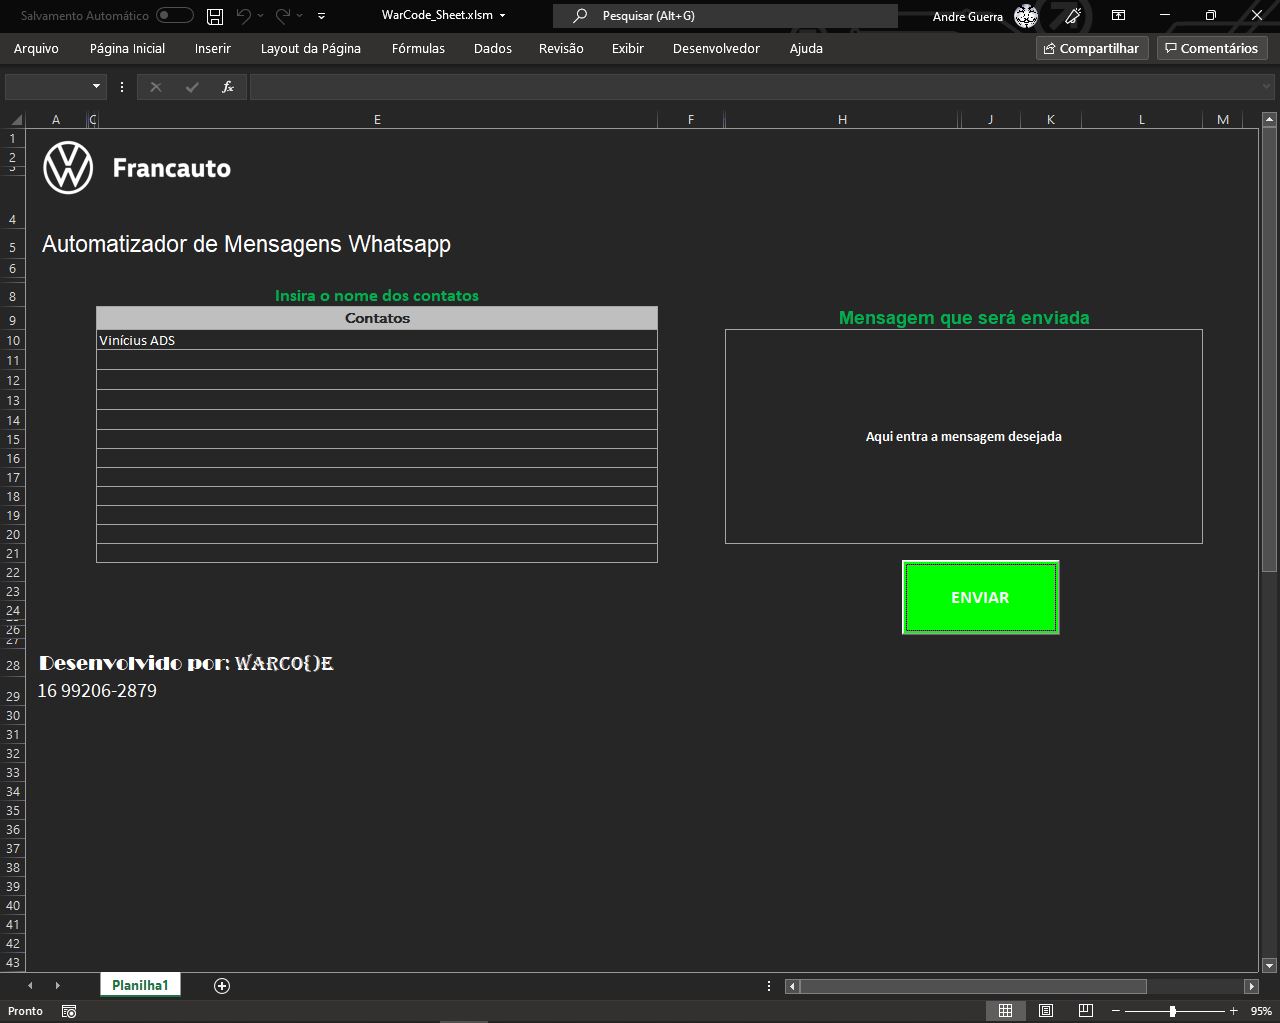 Salvamento Automático
WarCode_Sheet.xlsm
Pesquisar (Alt+G)
Andre Guerra
Arquivo Página Inicial Inserir Layout da Página Fórmulas Dados Revisão Exibir Desenvolvedor Ajuda
Compartilhar Comentários
fx
A C E F H J K L M
1
2
3
Francauto
4
5 Automatizador de Mensagens Whatsapp
6
8 Insira o nome dos contatos
9 Contatos Mensagem que será enviada
10 Vinícius ADS
11
12
13
14
15 Aqui entra a mensagem desejada
16
17
18
19
20
21
22
23
ENVIAR
24
26
27
28 Desenvolvido por: WARCO{}E
29 16 99206-2879
30
31
32
33
34
35
36
37
38
39
40
41
42
43
Planilha1
Pronto 95%